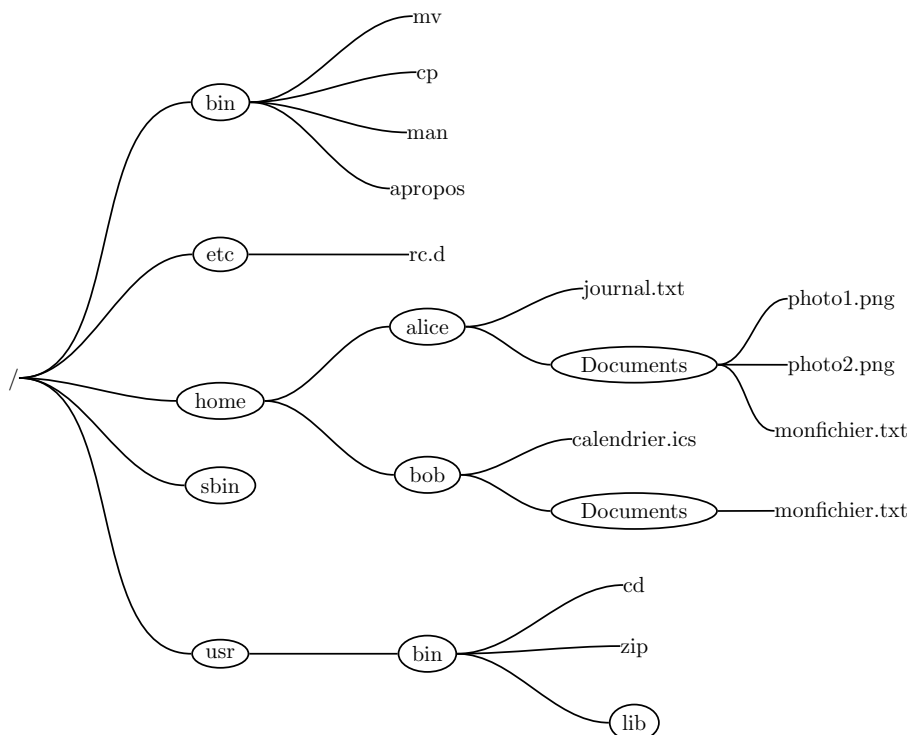 mv
cp
bin
man
apropos
etc
rc.d
journal.txt
photo1.png
alice
Documents
photo2.png
/
home
monfichier.txt
calendrier.ics
bob
sbin
Documents
monfichier.txt
cd
usr
bin
zip
lib